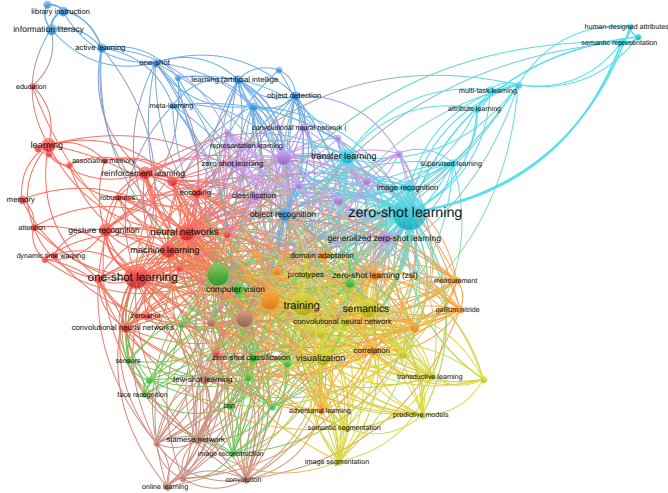 library instruction
information literacy
human-designed attributes
semantic representation
active learning
one-shot
learning (artificial intellige
object detection
multi-task learning
eduation
meta-learning
attribute learning
convolutional neural network (
learning
representation learning
transfer learning
associative memory
zero shot learning
supervised learning
reinforcement learning
image recognition
memory
robustness
encoding
classification
zero-shot learning
object recognition
attention
gesture recognition
neural networks
generalized zero-shot learning
machine learning
dynamic time warping
domain adaptation
one-shot learning
prototypes
zero-shot learning (zsl)
measurement
computer vision
training
semantics
gallium nitride
zero-shot
convolutional neural networks
convolutional neural network
sensors
zero shot classification
visualization
correlation
few-shot learning
transductive learning
face recognition
cnn
adversarial learning
predictive models
siamese network
semantic segmentation
image reconstruction
image segmentation
online learning
convolution